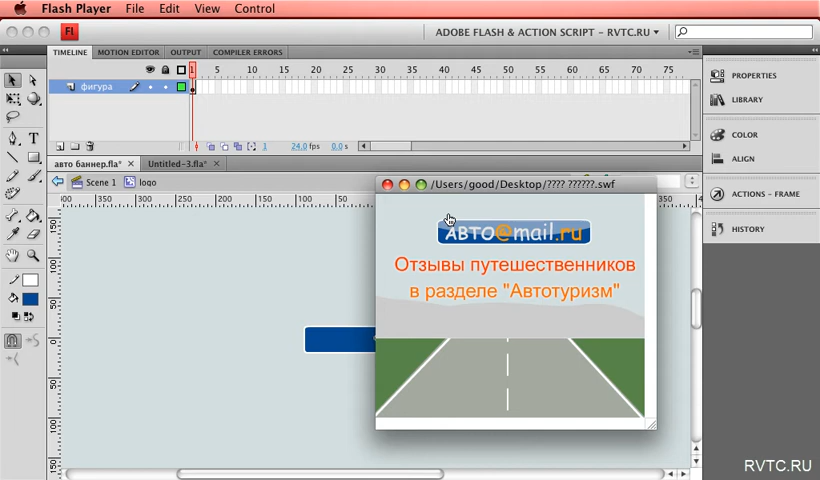 Flash Player File Edit View Control
ADOBE FLASH & ACTION SCRIPT - RVTC.RU
TIMELINE MOTION EDITOR OUTPUT COMPILER ERRORS
1 5 10 15 20 25 30 35 40 45 50 55 60 65 70 75
фигура
1 24.0 fps 0.0 s
авто баннер.fla* Untitled-3.fla*
Scene 1 logo
/Users/good/Desktop/???? ??????.swf
АВТО@mail.ru
Отзывы путешественников
в разделе "Автотуризм"
PROPERTIES
LIBRARY
COLOR
ALIGN
ACTIONS - FRAME
HISTORY
RVTC.RU